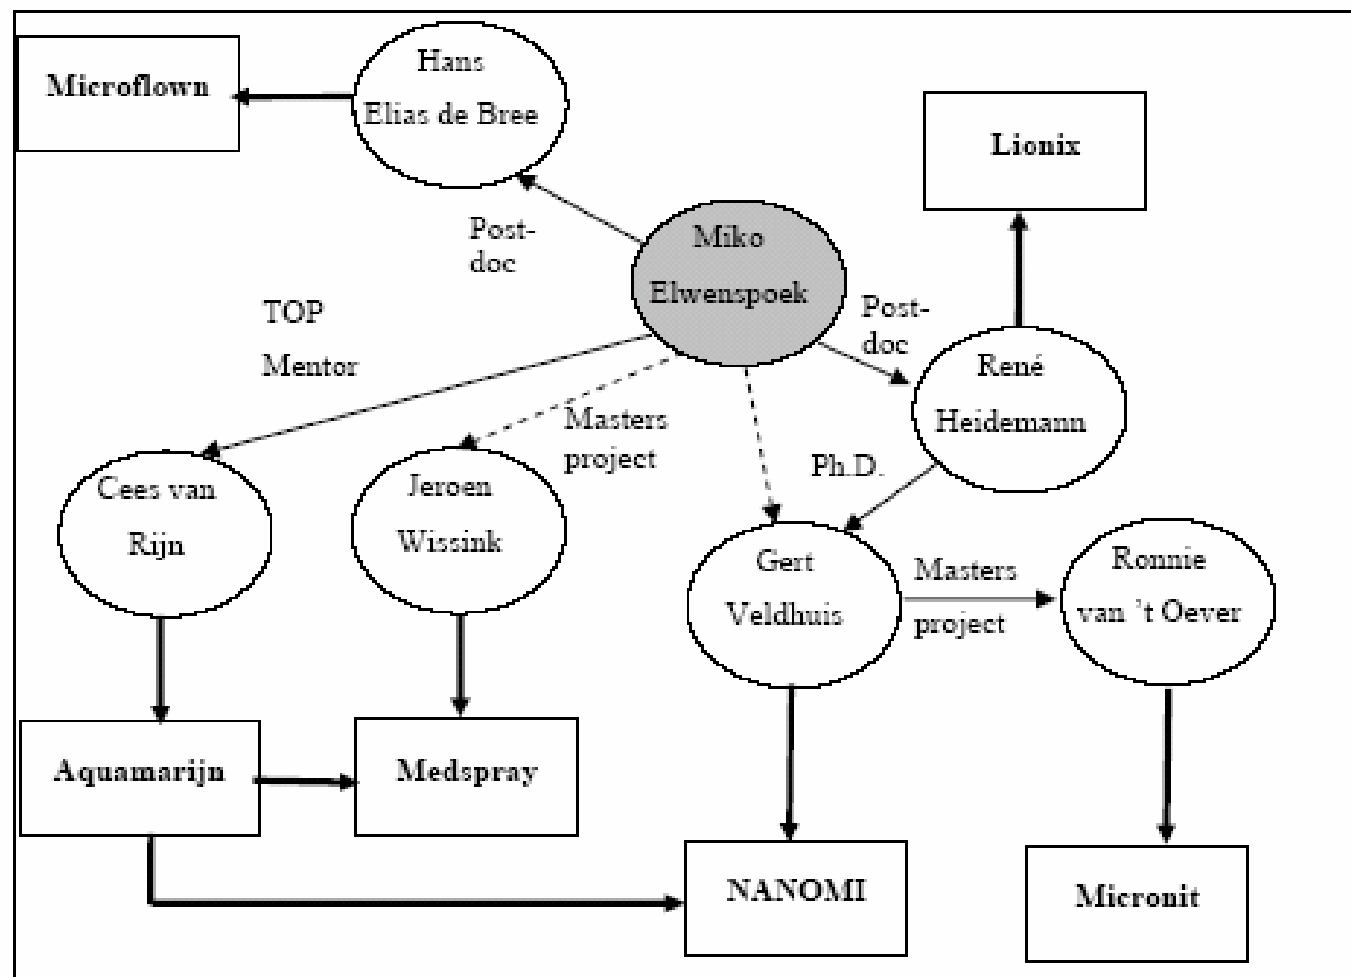 Hans
Elias de Bree
Microflown
Lionix
Miko
Elwenspoek
Post-
doc
Post-
doc
TOP
Mentor
René
Heidemann
Masters
project
Ph.D.
Cees van
Rijn
Jeroen
Wissink
Gert
Veldhuis
Masters
project
Ronnie
van ’t Oever
Aquamarijn
Medspray
NANOMI
Micronit